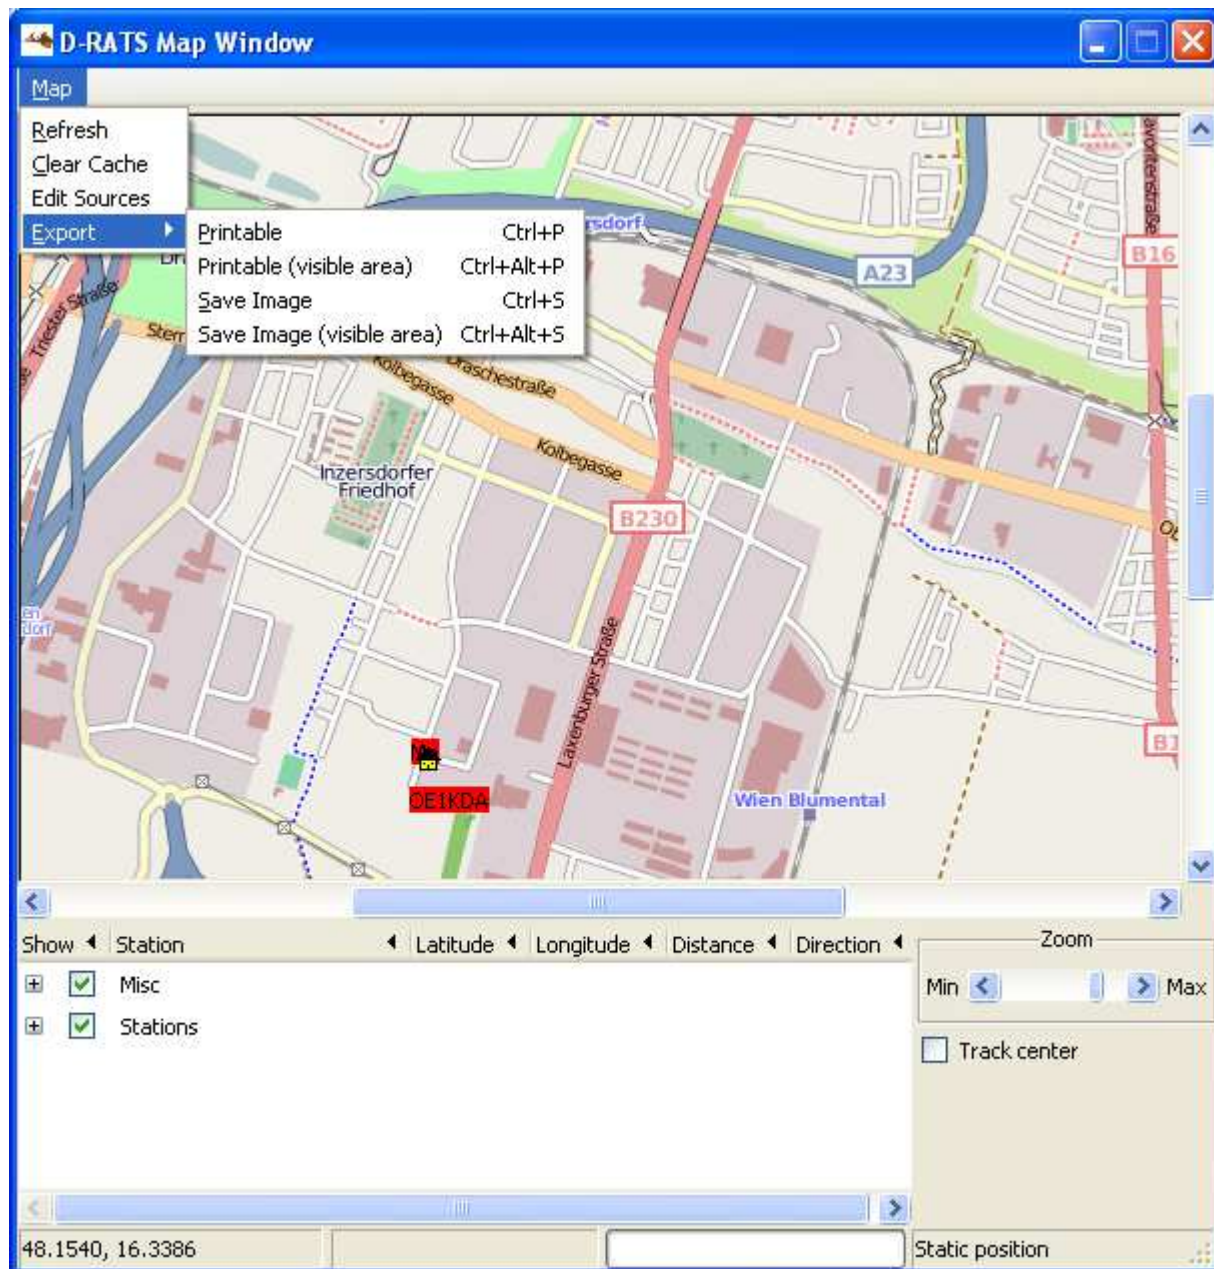 D-RATS Map Window
Map
Refresh
Clear Cache
Edit Sources
Export
Printable Ctrl+P
Printable (visible area) Ctrl+Alt+P
Save Image Ctrl+S
Save Image (visible area) Ctrl+Alt+S
A23
B16
Triester Straße
Kolbegasse
Draschestraße
Kolbegasse
Inzersdorfer
Friedhof
B230
Laxenburger Straße
OE1KDA
Wien Blumental
Show Station Latitude Longitude Distance Direction
Misc
Stations
Zoom
Min Max
Track center
48.1540, 16.3386
Static position